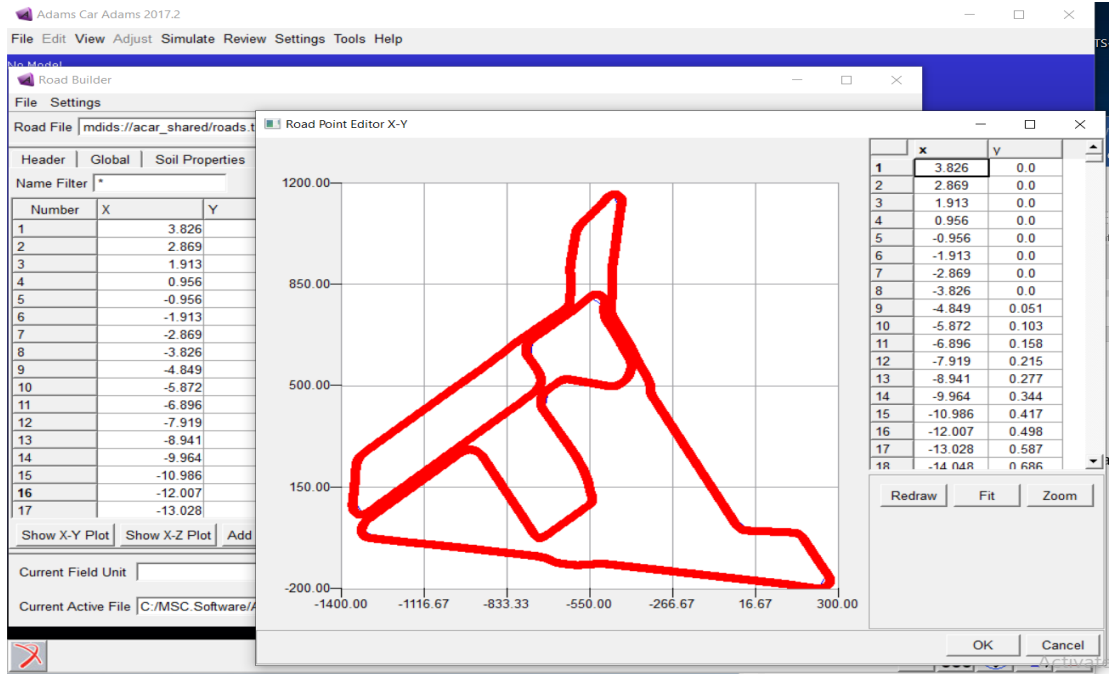 Adams Car Adams 2017.2
File Edit View Adjust Simulate Review Settings Tools Help
No Model
Road Builder
File Settings
Road File mdids://acar_shared/roads.t
Header Global Soil Properties
Name Filter *
Number X Y
1 3.826
2 2.869
3 1.913
4 0.956
5 -0.956
6 -1.913
7 -2.869
8 -3.826
9 -4.849
10 -5.872
11 -6.896
12 -7.919
13 -8.941
14 -9.964
15 -10.986
16 -12.007
17 -13.028
Show X-Y Plot Show X-Z Plot Add
Current Field Unit
Current Active File C:/MSC.Software/A
Road Point Editor X-Y
1200.00
850.00
500.00
150.00
-200.00
-1400.00 -1116.67 -833.33 -550.00 -266.67 16.67 300.00
x y
1 3.826 0.0
2 2.869 0.0
3 1.913 0.0
4 0.956 0.0
5 -0.956 0.0
6 -1.913 0.0
7 -2.869 0.0
8 -3.826 0.0
9 -4.849 0.051
10 -5.872 0.103
11 -6.896 0.158
12 -7.919 0.215
13 -8.941 0.277
14 -9.964 0.344
15 -10.986 0.417
16 -12.007 0.498
17 -13.028 0.587
18 -14.048 0.686
Redraw Fit Zoom
OK Cancel
Activat
TS